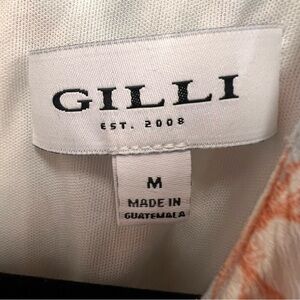 GILLI
EST. 2008
M
MADE IN
GUATEMALA